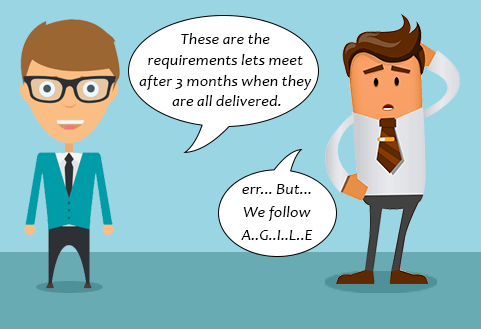 These are the
requirements lets meet
after 3 months when they
are all delivered.
err... But...
We follow
A..G..I..L..E